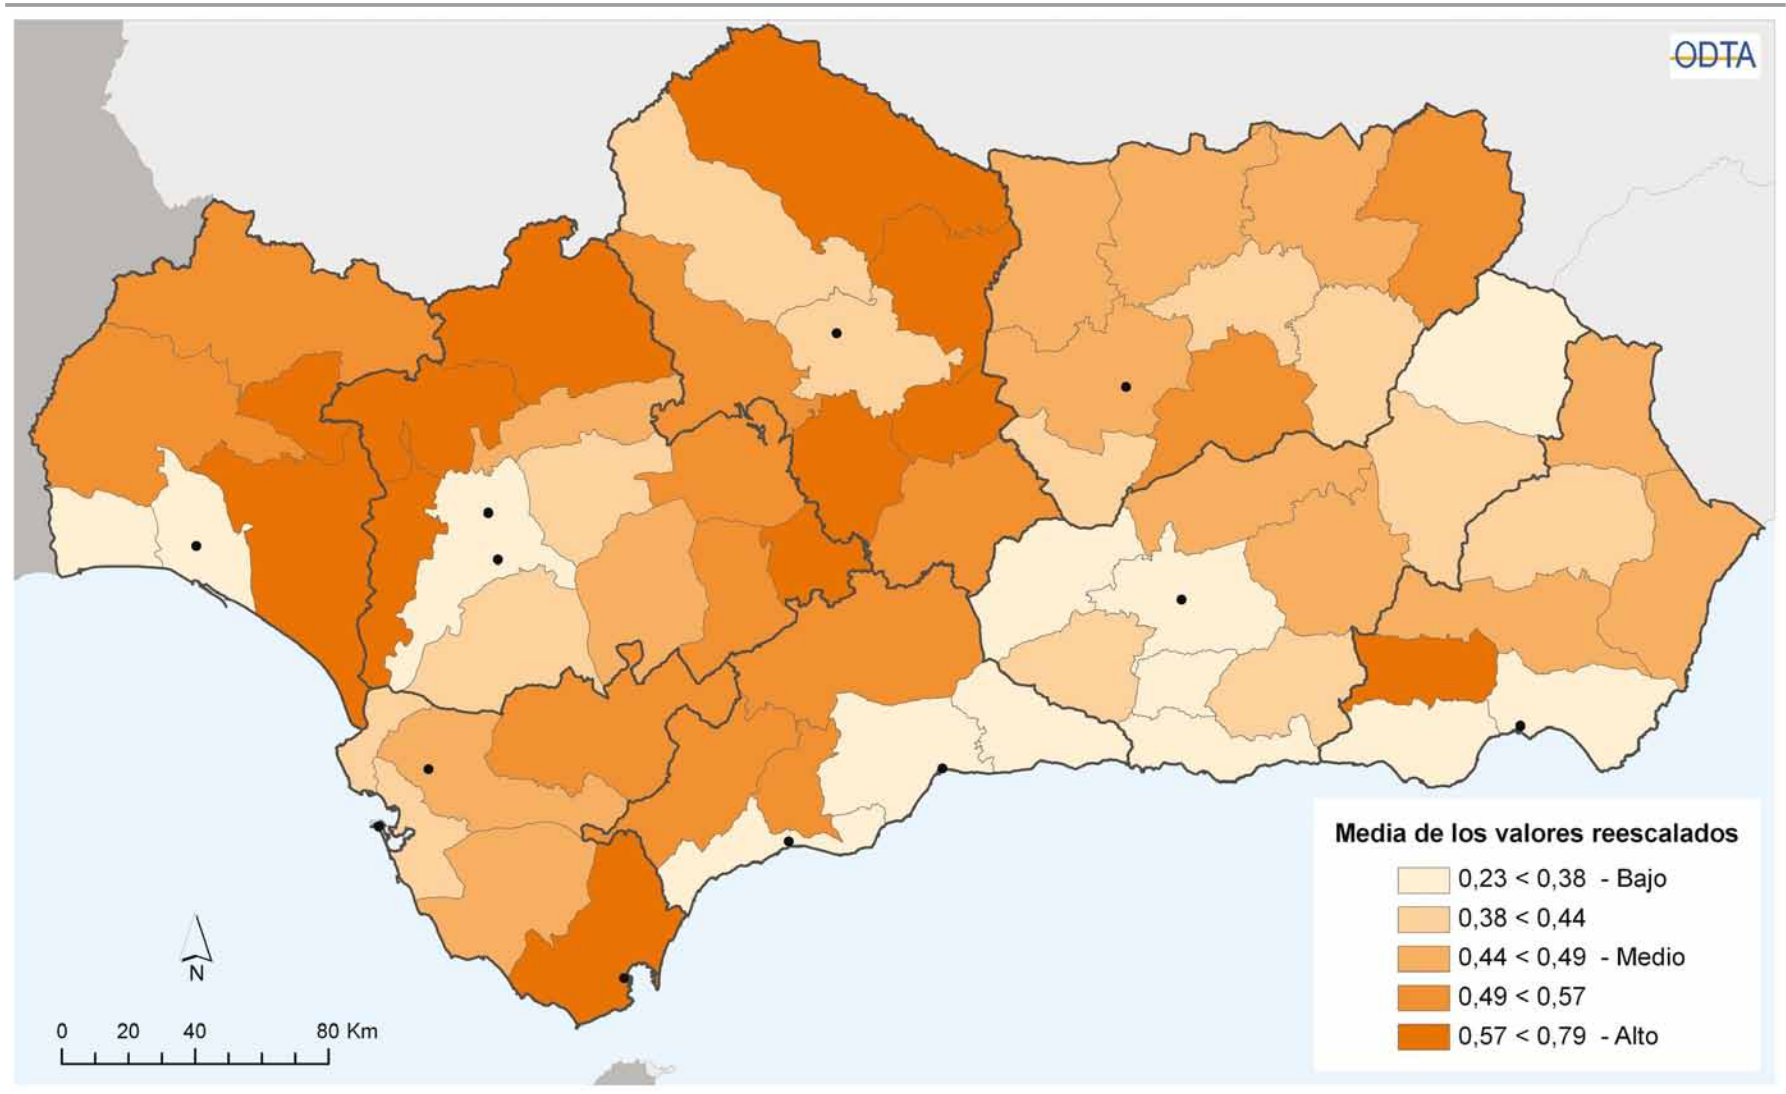 ODTA
Media de los valores reescalados
0,23 < 0,38 - Bajo
0,38 < 0,44
0,44 < 0,49 - Medio
0,49 < 0,57
0,57 < 0,79 - Alto
N
0 20 40 80 Km